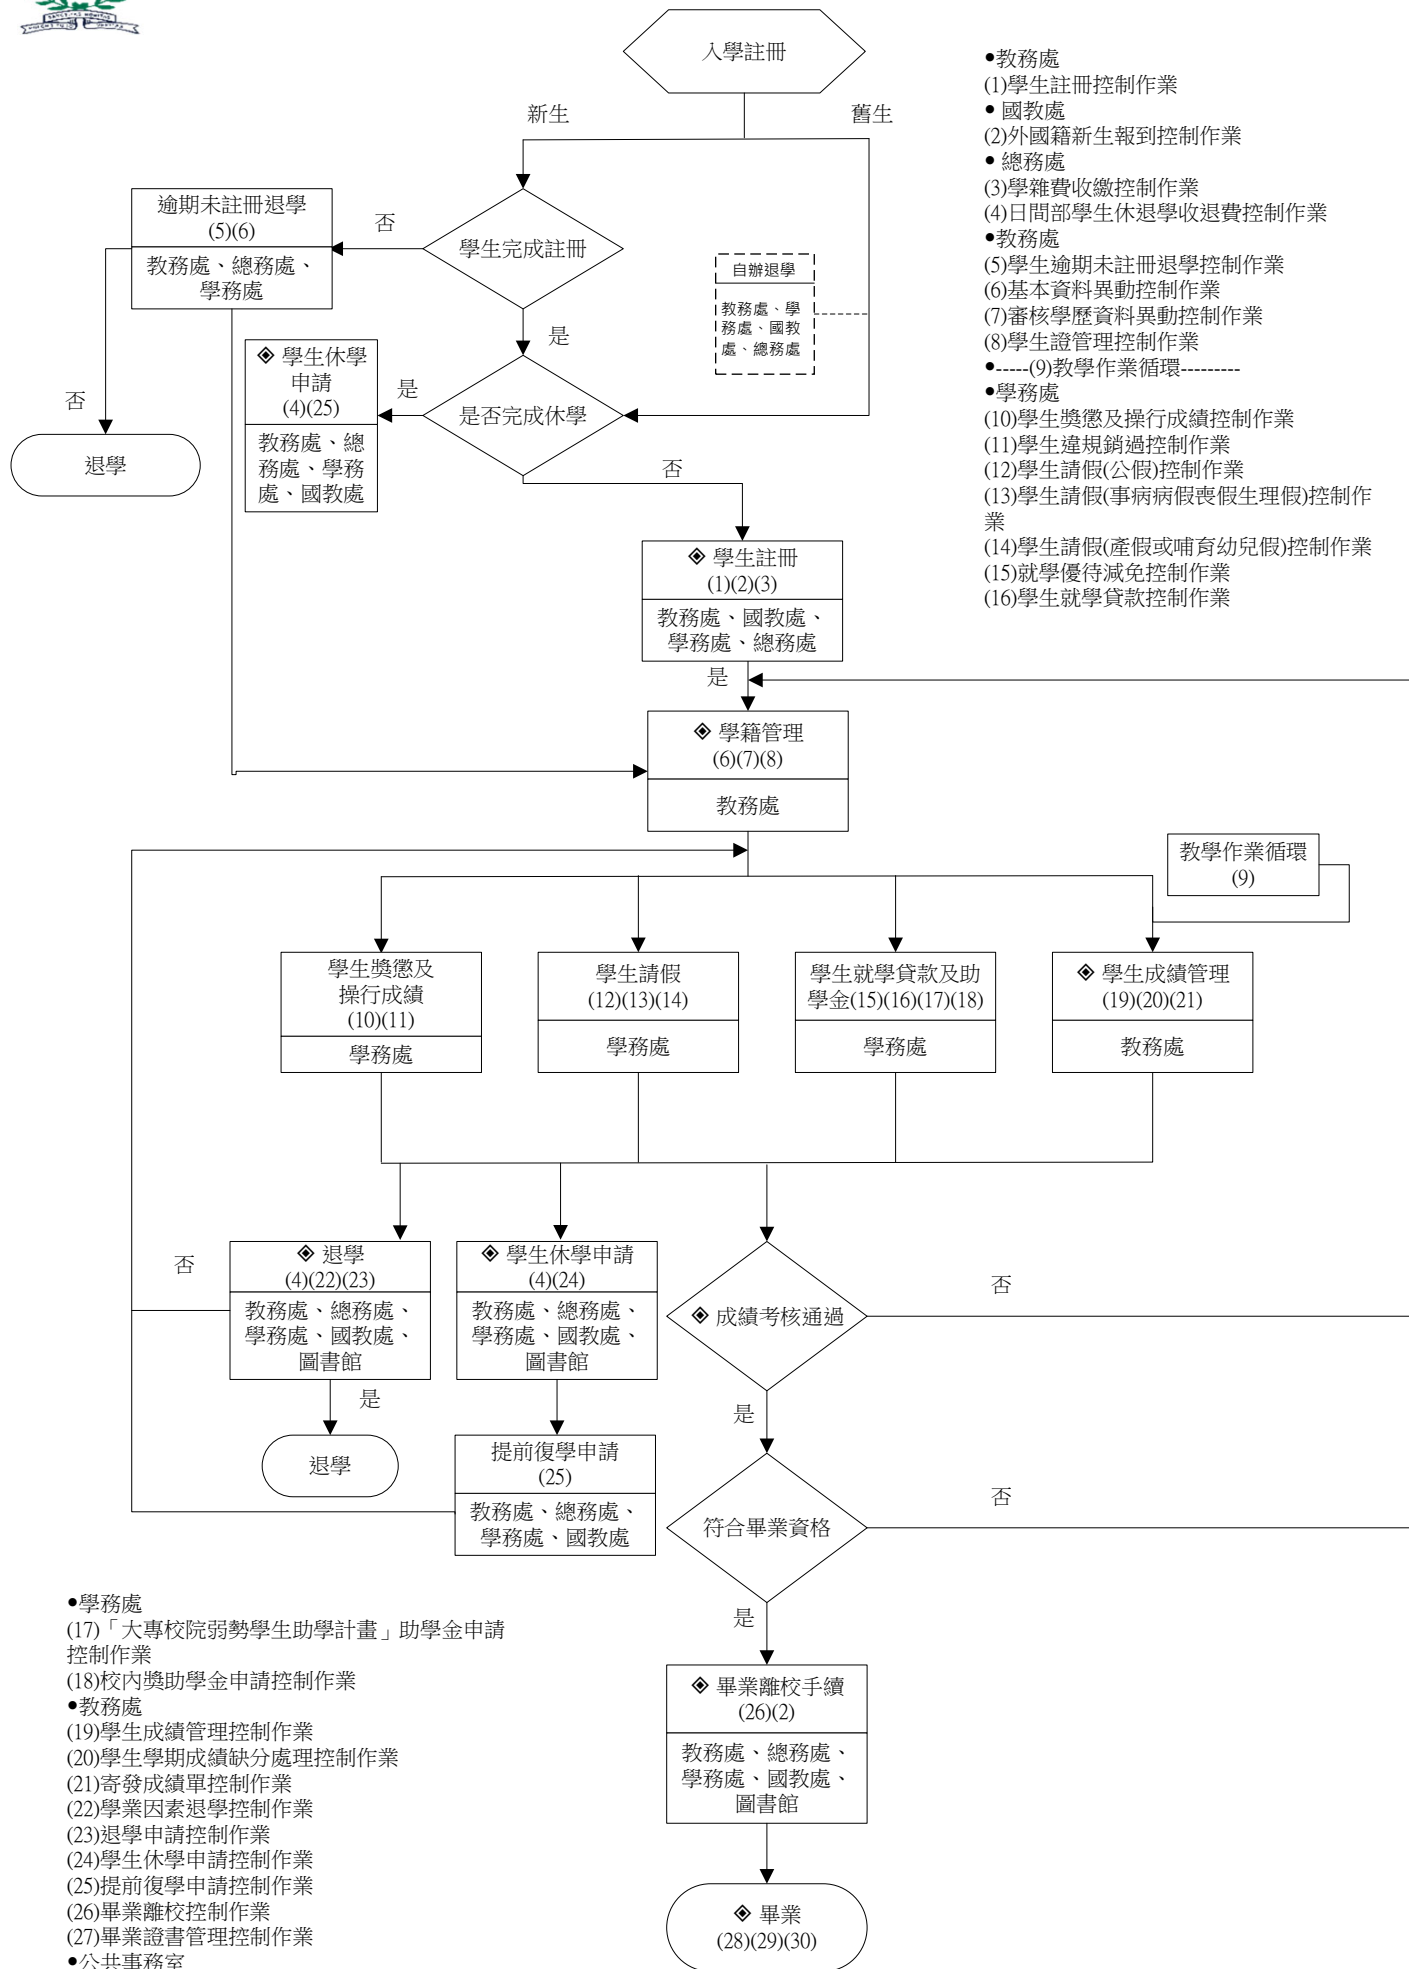 入學註冊
新生
舊生
●教務處
(1)學生註冊控制作業
● 國教處
(2)外國籍新生報到控制作業
● 總務處
(3)學雜費收繳控制作業
(4)日間部學生休退學收退費控制作業
●教務處
(5)學生逾期未註冊退學控制作業
(6)基本資料異動控制作業
(7)審核學歷資料異動控制作業
(8)學生證管理控制作業
●-----(9)教學作業循環---------
●學務處
(10)學生獎懲及操行成績控制作業
(11)學生違規銷過控制作業
(12)學生請假(公假)控制作業
(13)學生請假(事病病假喪假生理假)控制作
業
(14)學生請假(產假或哺育幼兒假)控制作業
(15)就學優待減免控制作業
(16)學生就學貸款控制作業
逾期未註冊退學
(5)(6)
教務處、總務處、
學務處
否
學生完成註冊
自辦退學
教務處、學
務處、國教
處、總務處
是
◈ 學生休學
申請
(4)(25)
教務處、總
務處、學務
處、國教處
是
是否完成休學
否
退學
否
◈ 學生註冊
(1)(2)(3)
教務處、國教處、
學務處、總務處
是
◈ 學籍管理
(6)(7)(8)
教務處
教學作業循環
(9)
學生獎懲及
操行成績
(10)(11)
學務處
學生請假
(12)(13)(14)
學務處
學生就學貸款及助
學金(15)(16)(17)(18)
學務處
◈ 學生成績管理
(19)(20)(21)
教務處
否
◈ 退學
(4)(22)(23)
教務處、總務處、
學務處、國教處、
圖書館
◈ 學生休學申請
(4)(24)
教務處、總務處、
學務處、國教處、
圖書館
◈ 成績考核通過
否
是
退學
提前復學申請
(25)
教務處、總務處、
學務處、國教處
是
符合畢業資格
否
是
◈ 畢業離校手續
(26)(2)
教務處、總務處、
學務處、國教處、
圖書館
◈ 畢業
(28)(29)(30)
●學務處
(17)「大專校院弱勢學生助學計畫」助學金申請
控制作業
(18)校內獎助學金申請控制作業
●教務處
(19)學生成績管理控制作業
(20)學生學期成績缺分處理控制作業
(21)寄發成績單控制作業
(22)學業因素退學控制作業
(23)退學申請控制作業
(24)學生休學申請控制作業
(25)提前復學申請控制作業
(26)畢業離校控制作業
(27)畢業證書管理控制作業
●公共事務室